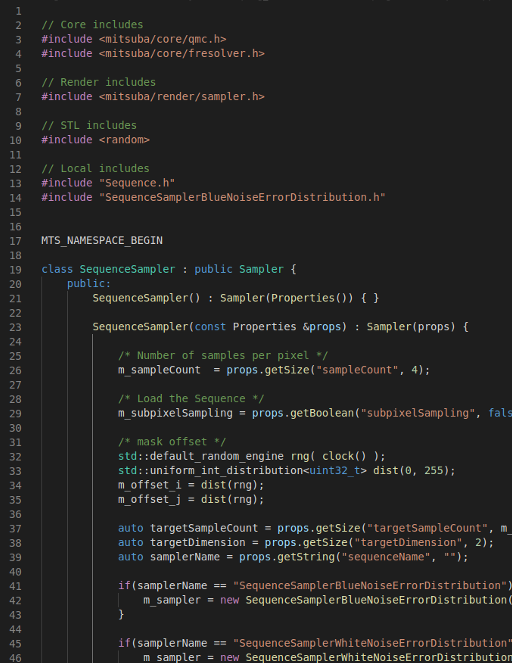 1
2 // Core includes
3 #include <mitsuba/core/qmc.h>
4 #include <mitsuba/core/fresolver.h>
5
6 // Render includes
7 #include <mitsuba/render/sampler.h>
8
9 // STL includes
10 #include <random>
11
12 // Local includes
13 #include "Sequence.h"
14 #include "SequenceSamplerBlueNoiseErrorDistribution.h"
15
16
17 MTS_NAMESPACE_BEGIN
18
19 class SequenceSampler : public Sampler {
20 public:
21 SequenceSampler() : Sampler(Properties()) { }
22
23 SequenceSampler(const Properties &props) : Sampler(props) {
24
25 /* Number of samples per pixel */
26 m_sampleCount  = props.getSize("sampleCount", 4);
27
28 /* Load the Sequence */
29 m_subpixelSampling = props.getBoolean("subpixelSampling", fals
30
31 /* mask offset */
32 std::default_random_engine rng( clock() );
33 std::uniform_int_distribution<uint32_t> dist(0, 255);
34 m_offset_i = dist(rng);
35 m_offset_j = dist(rng);
36
37 auto targetSampleCount = props.getSize("targetSampleCount", m_
38 auto targetDimension = props.getSize("targetDimension", 2);
39 auto samplerName = props.getString("sequenceName", "");
40
41 if(samplerName == "SequenceSamplerBlueNoiseErrorDistribution")
42 m_sampler = new SequenceSamplerBlueNoiseErrorDistribution(
43 }
44
45 if(samplerName == "SequenceSamplerWhiteNoiseErrorDistribution"
46 m_sampler = new SequenceSamplerWhiteNoiseErrorDistribution